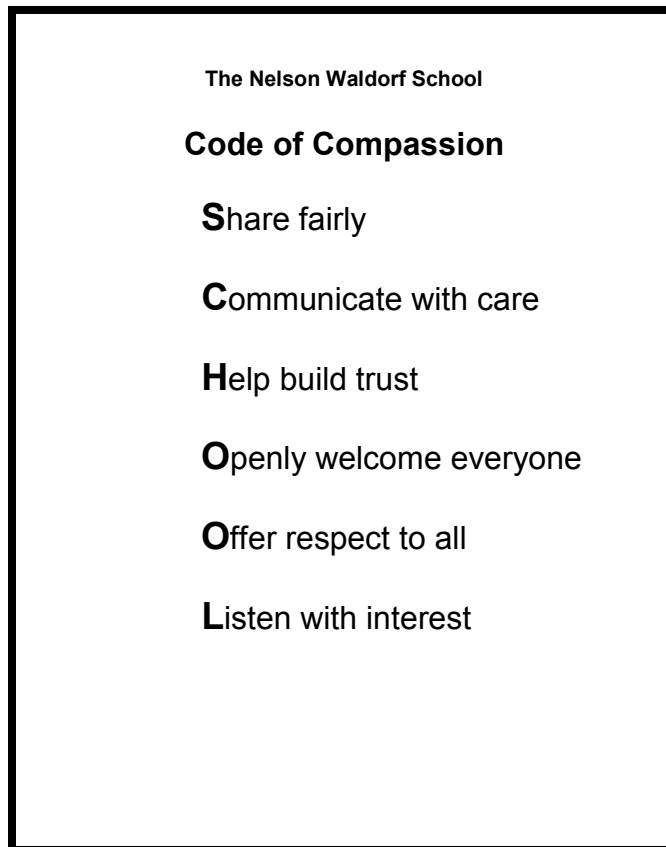 The Nelson Waldorf School
Code of Compassion
Share fairly
Communicate with care
Help build trust
Openly welcome everyone
Offer respect to all
Listen with interest